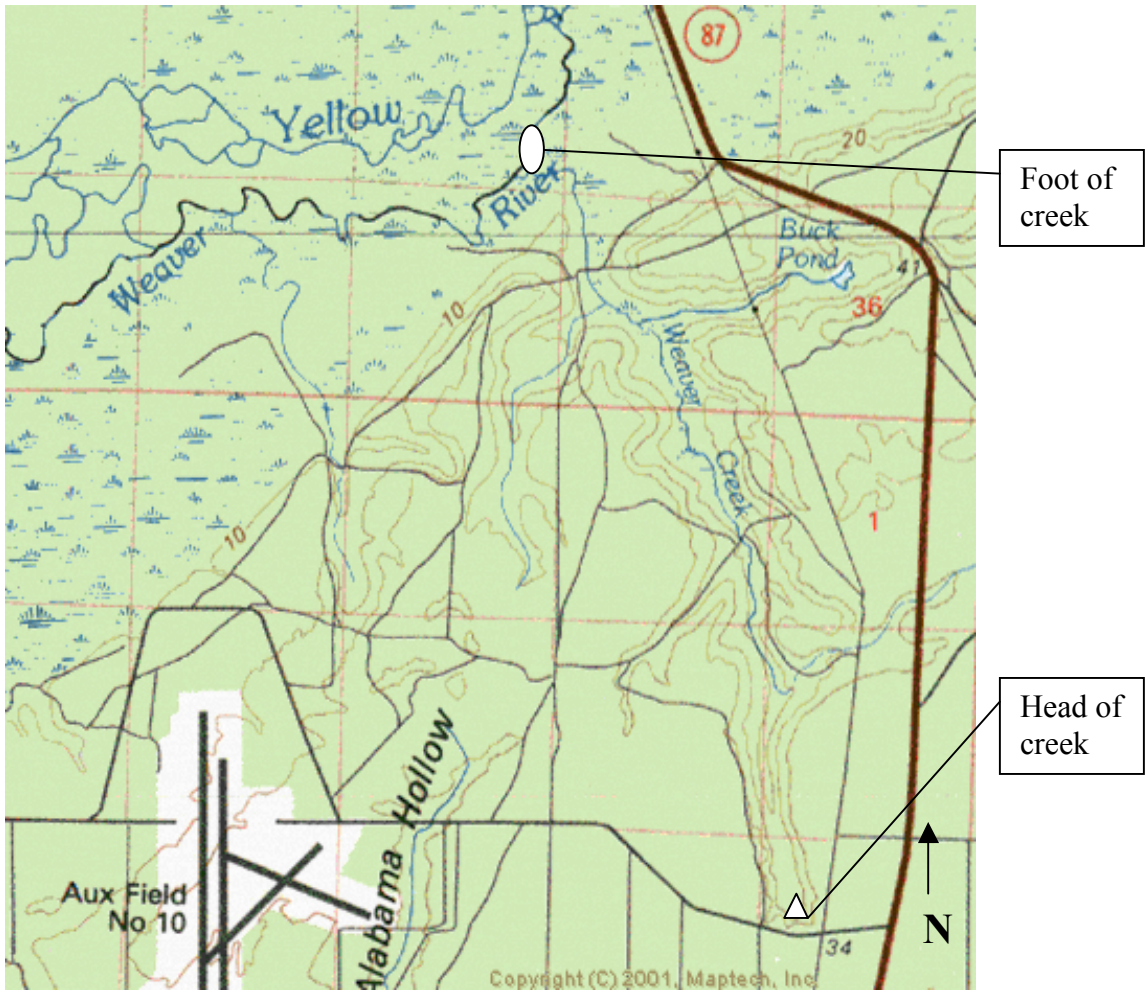 87
Yellow
20
Foot of
creek
River
Buck
Pond
Weaver
41
36
10
Weaver
Creek
1
10
Head of
creek
Alabama Hollow
Aux Field
No 10
N
34
Copyright (C) 2001, Maptech, Inc.